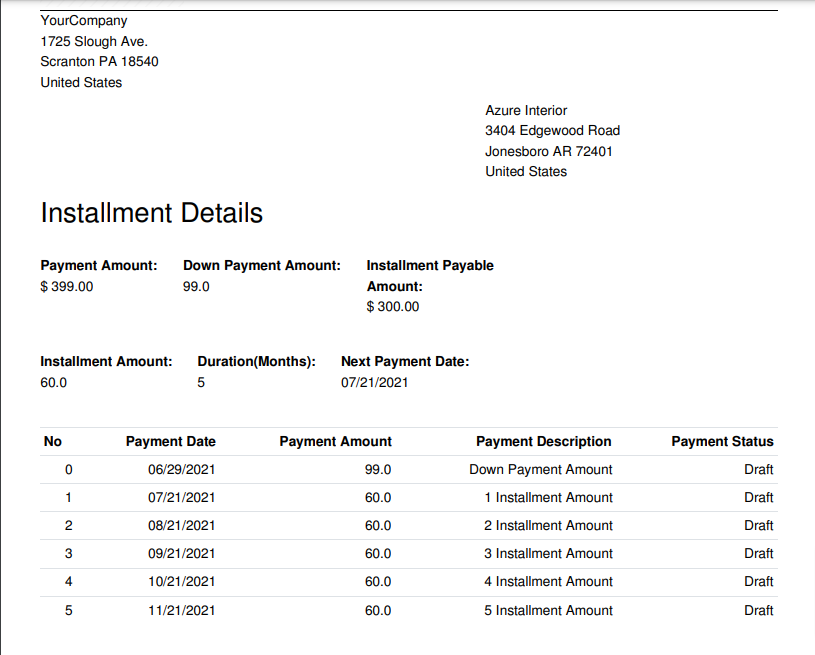 YourCompany
1725 Slough Ave.
Scranton PA 18540
United States
Azure Interior
3404 Edgewood Road
Jonesboro AR 72401
United States
Installment Details
Payment Amount: Down Payment Amount: Installment Payable
Amount:
$ 399.00 99.0
$ 300.00
Installment Amount: Duration(Months): Next Payment Date:
60.0 5 07/21/2021
No Payment Date Payment Amount Payment Description Payment Status
0 06/29/2021 99.0 Down Payment Amount Draft
1 07/21/2021 60.0 1 Installment Amount Draft
2 08/21/2021 60.0 2 Installment Amount Draft
3 09/21/2021 60.0 3 Installment Amount Draft
4 10/21/2021 60.0 4 Installment Amount Draft
5 11/21/2021 60.0 5 Installment Amount Draft